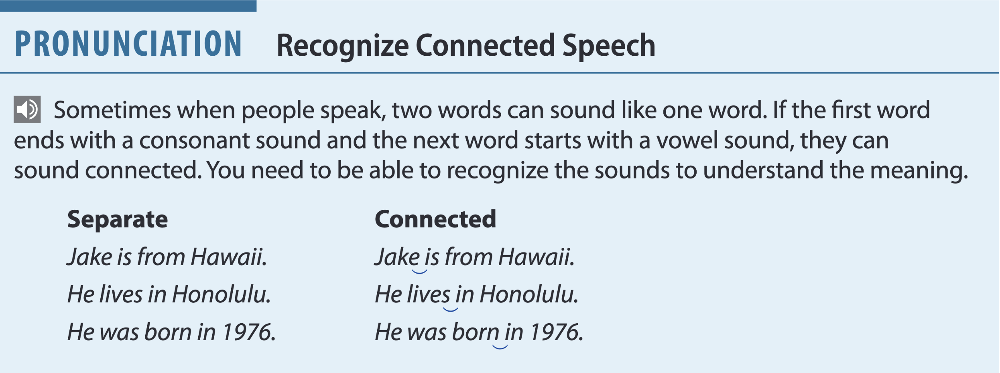 PRONUNCIATION Recognize Connected Speech
Sometimes when people speak, two words can sound like one word. If the first word
ends with a consonant sound and the next word starts with a vowel sound, they can
sound connected. You need to be able to recognize the sounds to understand the meaning.
Separate Connected
Jake is from Hawaii. Jake is from Hawaii.
He lives in Honolulu. He lives in Honolulu.
He was born in 1976. He was born in 1976.